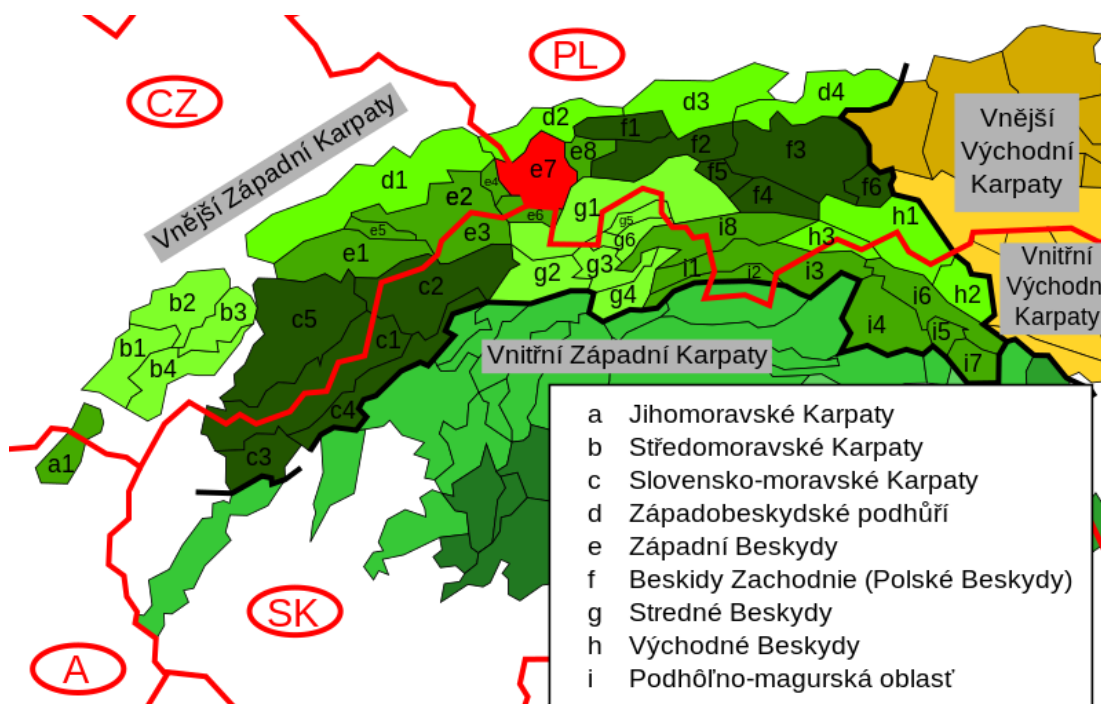 PL
CZ
Vnější Západní Karpaty
Vnější
Východní
Karpaty
Vnitřní
Východn
Karpaty
Vnitřní Západní Karpaty
d1
d2
d3
d4
e1
e2
e3
e4
e5
e6
e7
e8
f1
f2
f3
f4
f5
f6
g1
g2
g3
g4
g5
g6
h1
h2
h3
i1
i2
i3
i4
i5
i6
i7
i8
b1
b2
b3
b4
c1
c2
c3
c4
c5
a1
SK
A
a Jihomoravské Karpaty
b Středomoravské Karpaty
c Slovensko-moravské Karpaty
d Západobeskydské podhůří
e Západní Beskydy
f Beskidy Zachodnie (Polské Beskydy)
g Stredné Beskydy
h Východné Beskydy
i Podhôľno-magurská oblasť